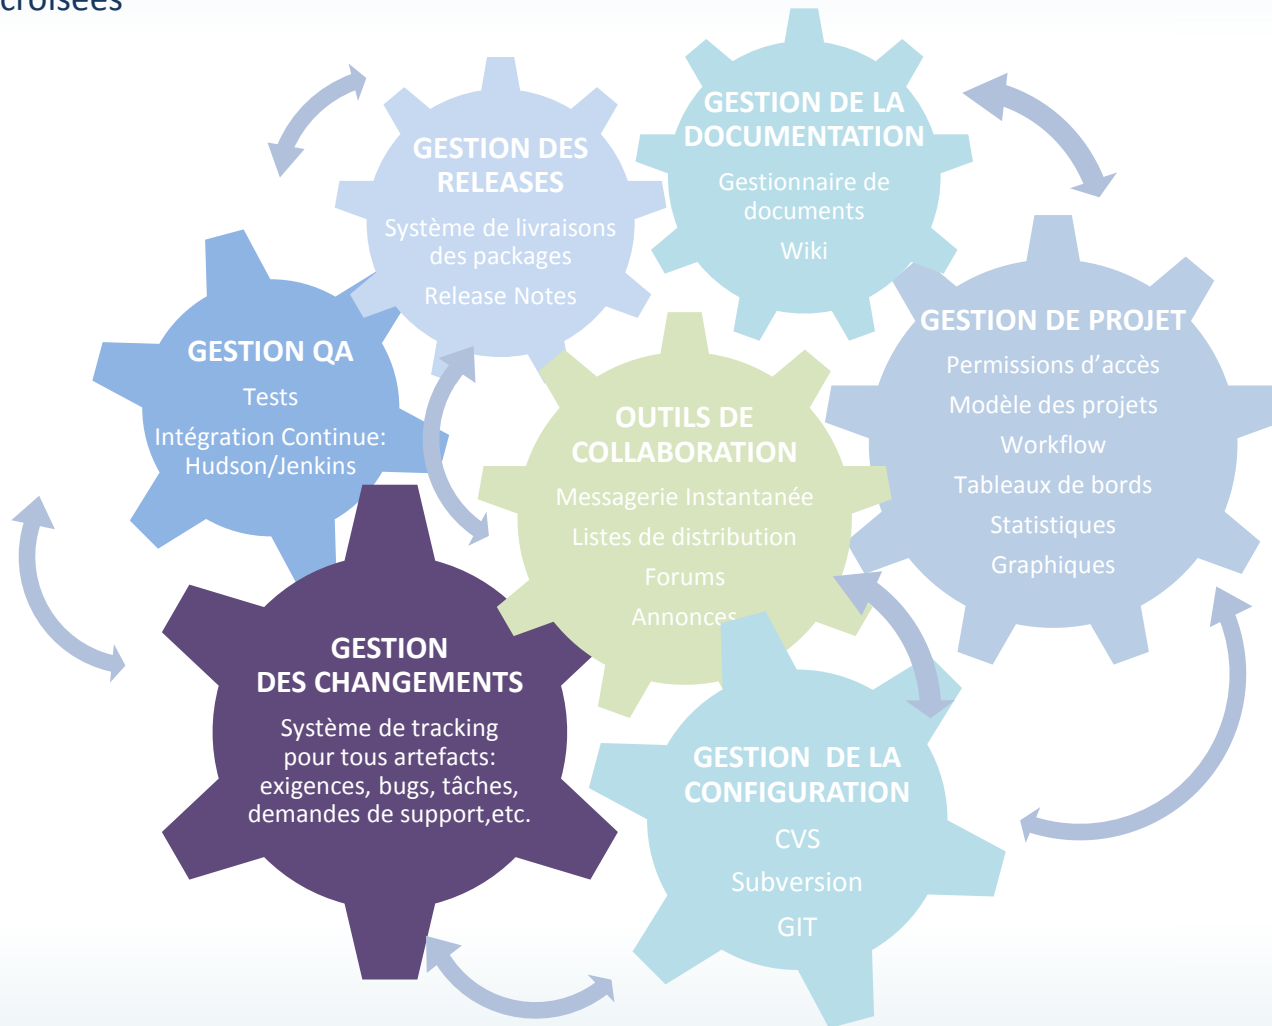 croisées
GESTION DE LA
DOCUMENTATION
Gestionnaire de
documents
Wiki
GESTION DES
RELEASES
Système de livraisons
des packages
Release Notes
GESTION DE PROJET
Permissions d’accès
Modèle des projets
Workflow
Tableaux de bords
Statistiques
Graphiques
GESTION QA
Tests
Intégration Continue:
Hudson/Jenkins
OUTILS DE
COLLABORATION
Messagerie Instantanée
Listes de distribution
Forums
Annonces
GESTION
DES CHANGEMENTS
Système de tracking
pour tous artefacts:
exigences, bugs, tâches,
demandes de support,etc.
GESTION  DE LA
CONFIGURATION
CVS
Subversion
GIT